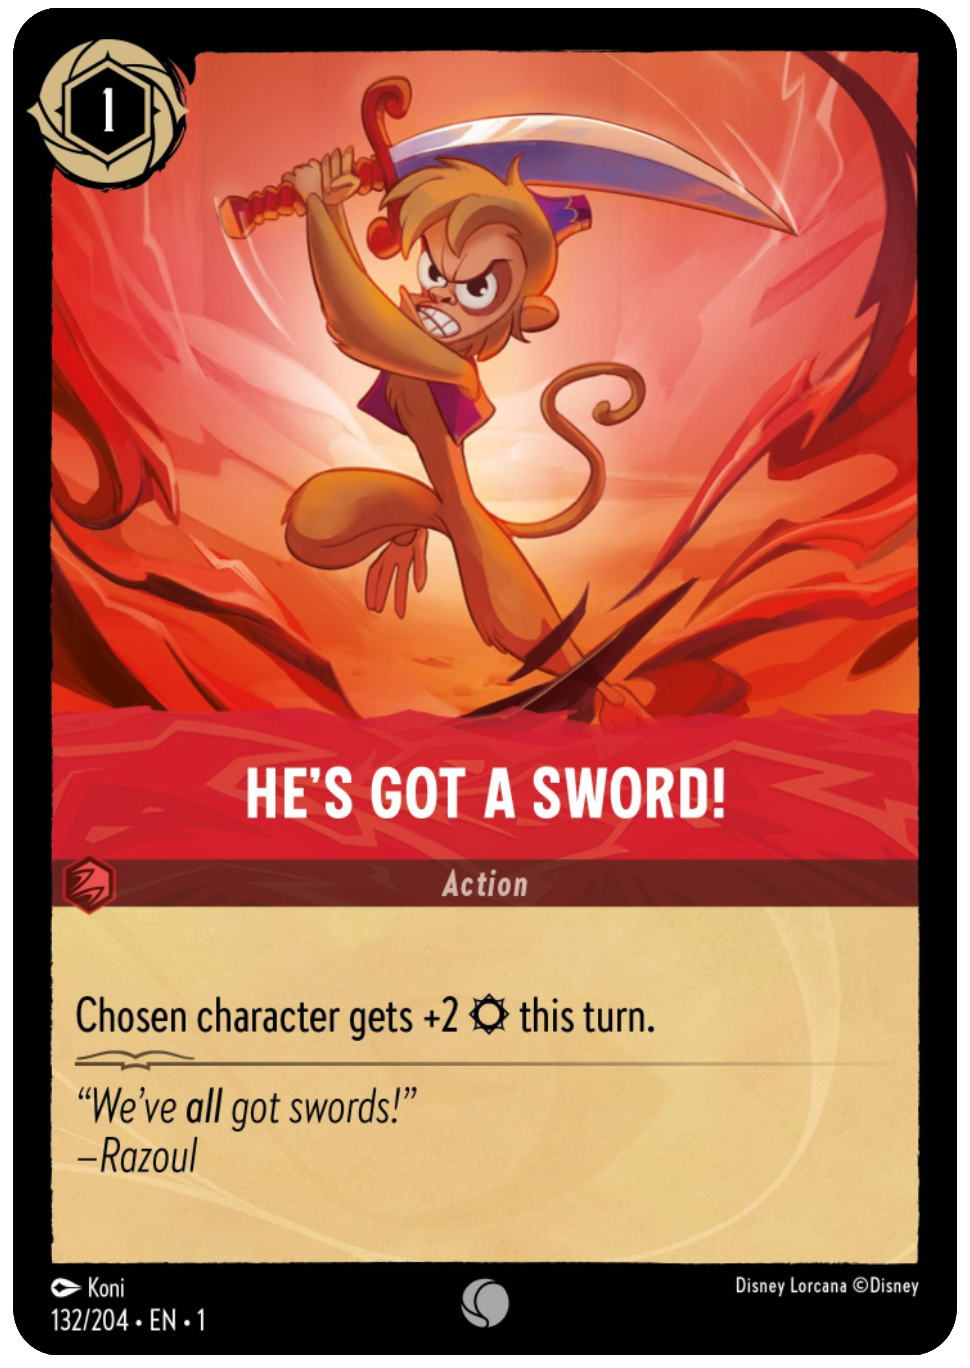 1
HE'S GOT A SWORD!
Action
Chosen character gets +2 this turn.
“We’ve all got swords!”
–Razoul
Koni
Disney Lorcana ©Disney
132/204 • EN • 1